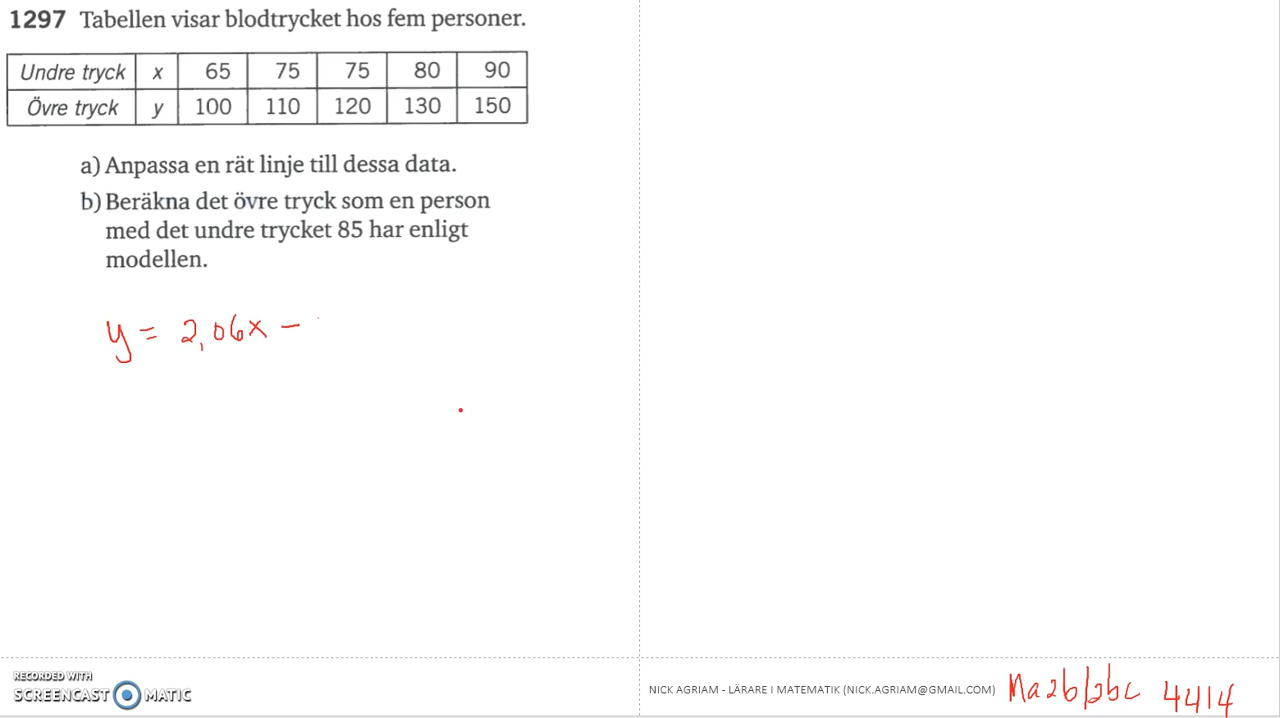 1297 Tabellen visar blodtrycket hos fem personer.
Undre tryck x 65 75 75 80 90
Övre tryck y 100 110 120 130 150
a) Anpassa en rät linje till dessa data.
b) Beräkna det övre tryck som en person
med det undre trycket 85 har enligt
modellen.
y = 2,06x −
RECORDED WITH
SCREENCAST MATIC
NICK AGRIAM - LÄRARE I MATEMATIK (NICK.AGRIAM@GMAIL.COM)
Ma2b/2bc 4414